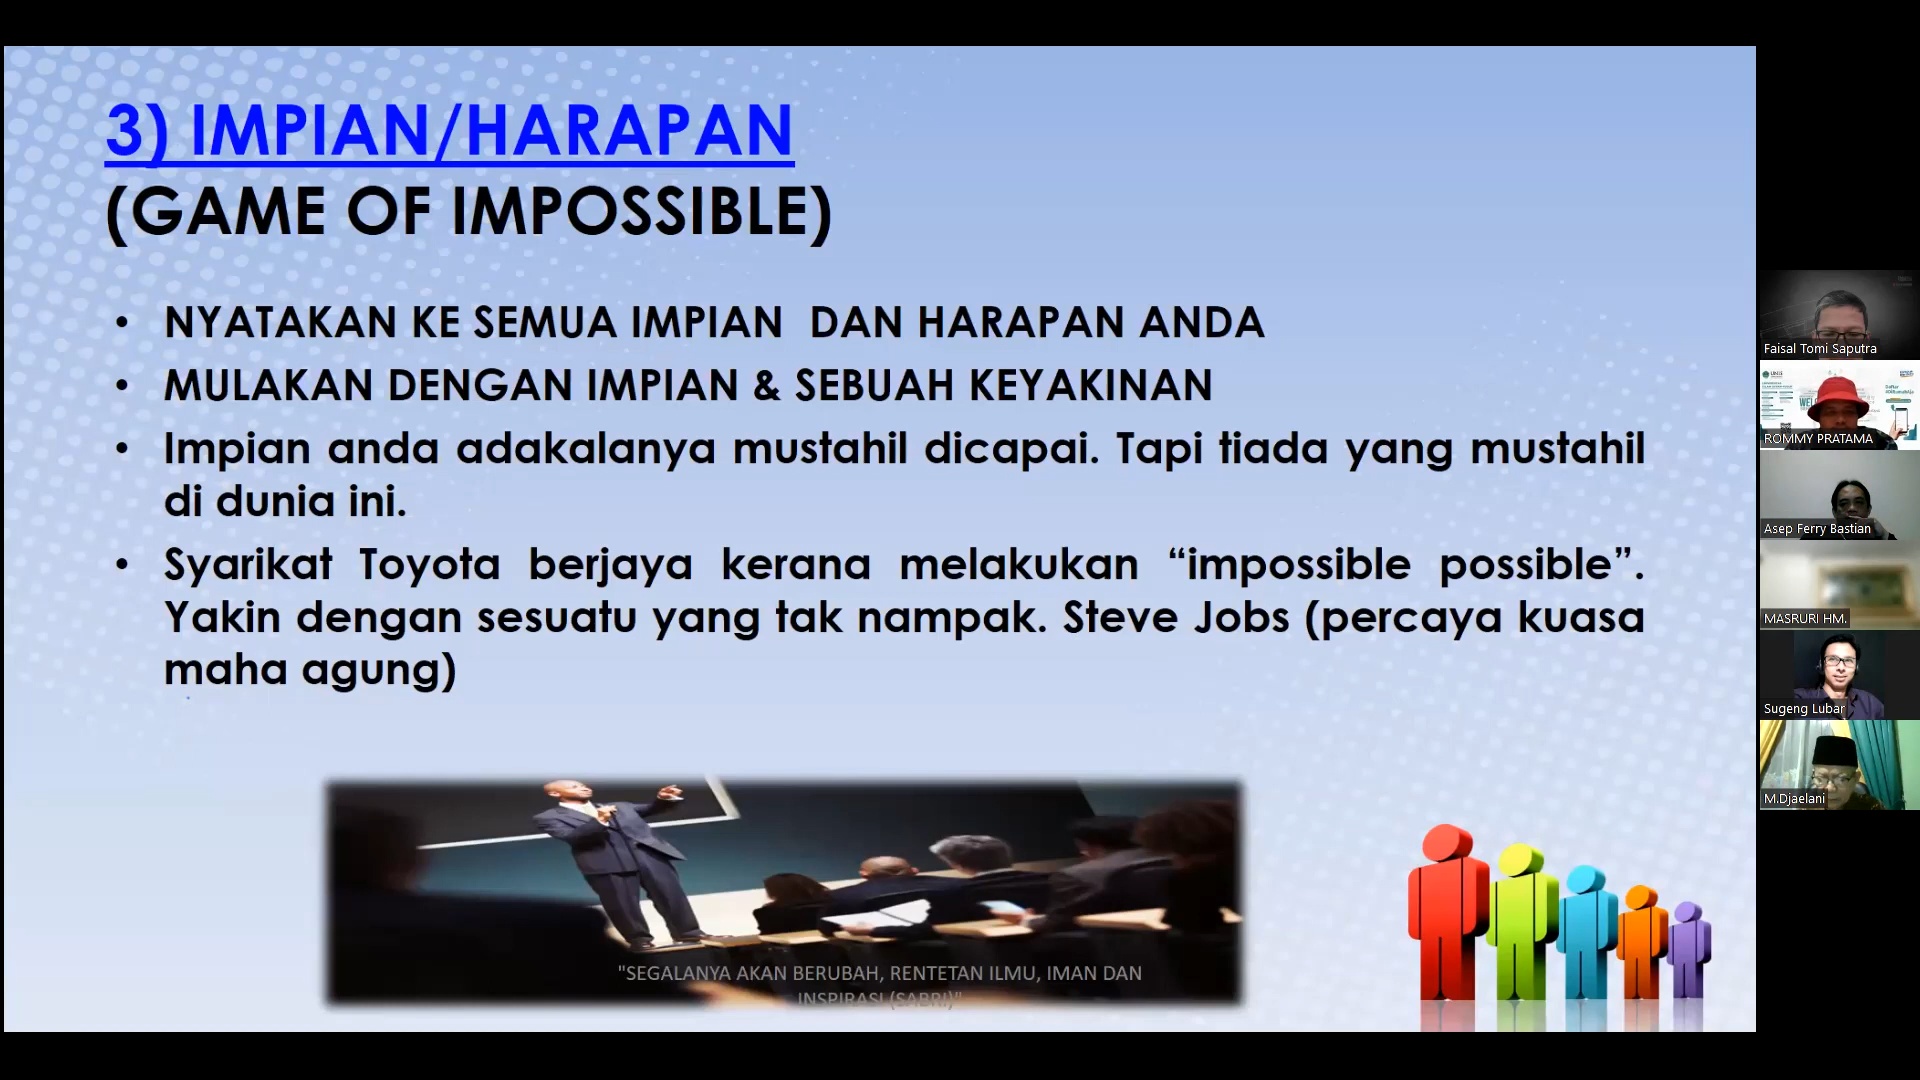 3) IMPIAN/HARAPAN
(GAME OF IMPOSSIBLE)
• NYATAKAN KE SEMUA IMPIAN DAN HARAPAN ANDA
• MULAKAN DENGAN IMPIAN & SEBUAH KEYAKINAN
• Impian anda adakalanya mustahil dicapai. Tapi tiada yang mustahil
di dunia ini.
• Syarikat Toyota berjaya kerana melakukan “impossible possible”.
Yakin dengan sesuatu yang tak nampak. Steve Jobs (percaya kuasa
maha agung)
"SEGALANYA AKAN BERUBAH, RENTETAN ILMU, IMAN DAN
INSPIRASI (SABRI)"
Faisal Tomi Saputra
ROMMY PRATAMA
Asep Ferry Bastian
MASRURI HM.
Sugeng Lubar
M.Djaelani